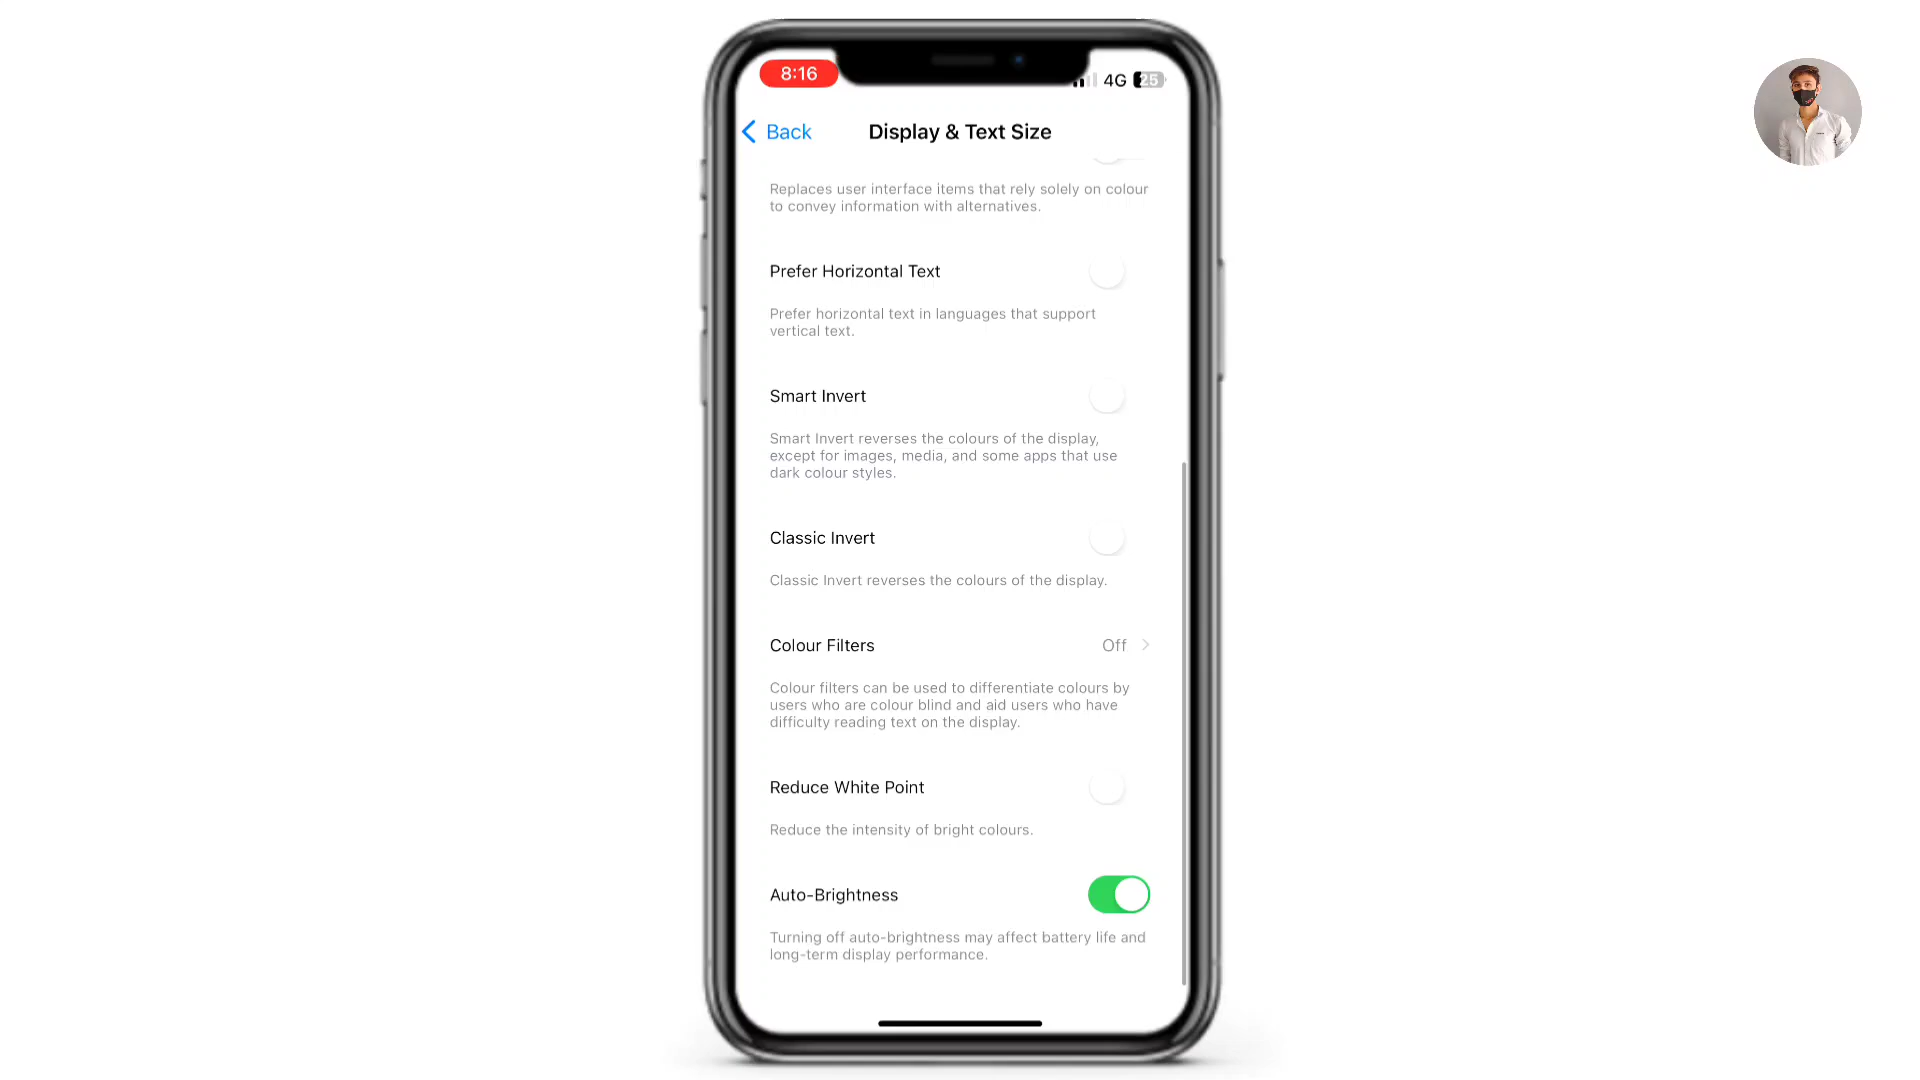 8:16
4G 25
Back
Display & Text Size
Replaces user interface items that rely solely on colour
to convey information with alternatives.
Prefer Horizontal Text
Prefer horizontal text in languages that support
vertical text.
Smart Invert
Smart Invert reverses the colours of the display,
except for images, media, and some apps that use
dark colour styles.
Classic Invert
Classic Invert reverses the colours of the display.
Colour Filters
Off
Colour filters can be used to differentiate colours by
users who are colour blind and aid users who have
difficulty reading text on the display.
Reduce White Point
Reduce the intensity of bright colours.
Auto-Brightness
Turning off auto-brightness may affect battery life and
long-term display performance.